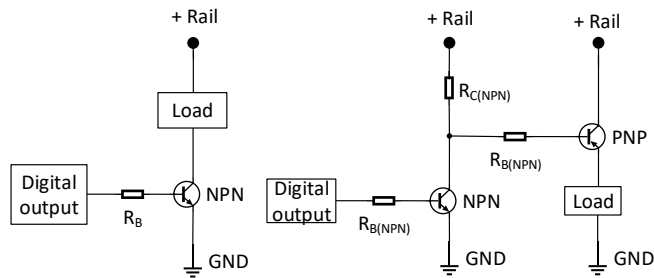 + Rail
Load
Digital
output
R_B
NPN
GND
+ Rail
+ Rail
R_C(NPN)
R_B(NPN)
PNP
Digital
output
R_B(NPN)
NPN
Load
GND
GND